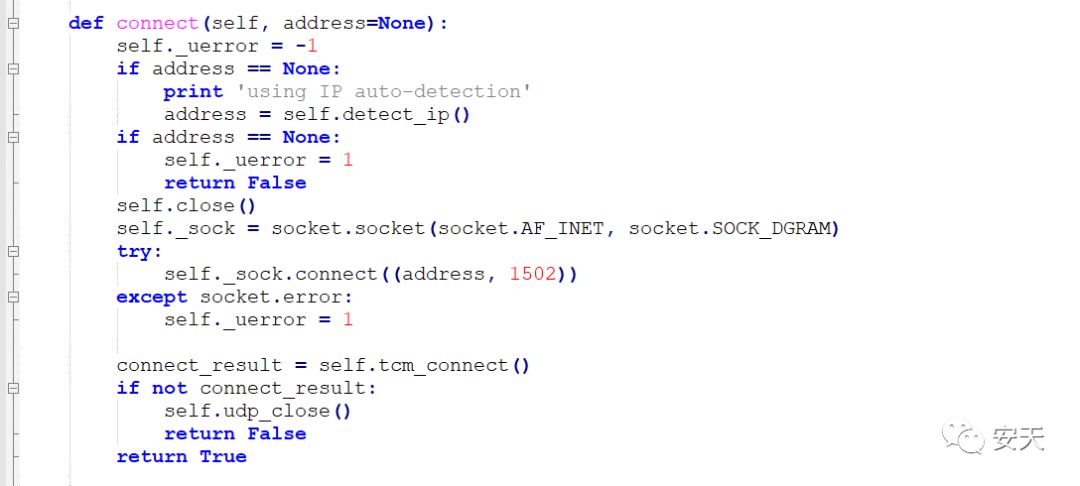 def connect(self, address=None):
    self._uerror = -1
    if address == None:
        print 'using IP auto-detection'
        address = self.detect_ip()
    if address == None:
        self._uerror = 1
        return False
    self.close()
    self._sock = socket.socket(socket.AF_INET, socket.SOCK_DGRAM)
    try:
        self._sock.connect((address, 1502))
    except socket.error:
        self._uerror = 1

    connect_result = self.tcm_connect()
    if not connect_result:
        self.udp_close()
        return False
    return True
安天